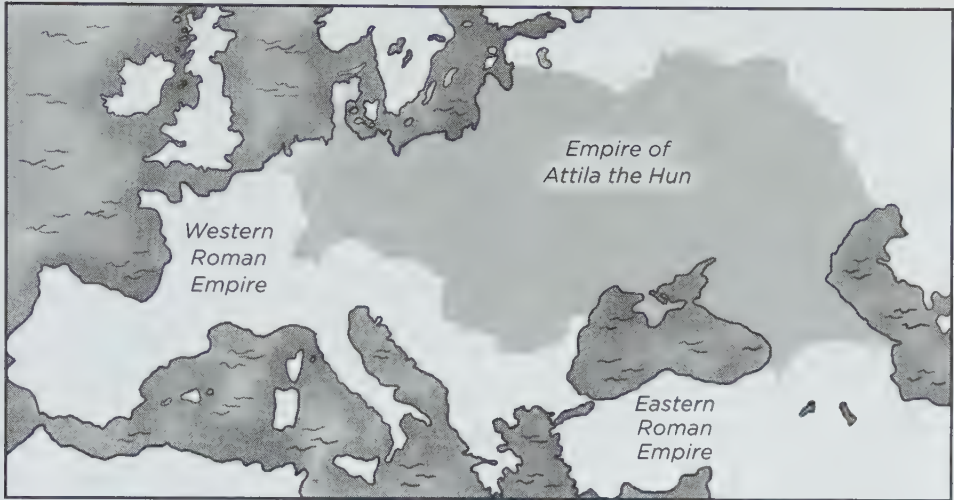 Empire of
Attila the Hun
Western
Roman
Empire
Eastern
Roman
Empire